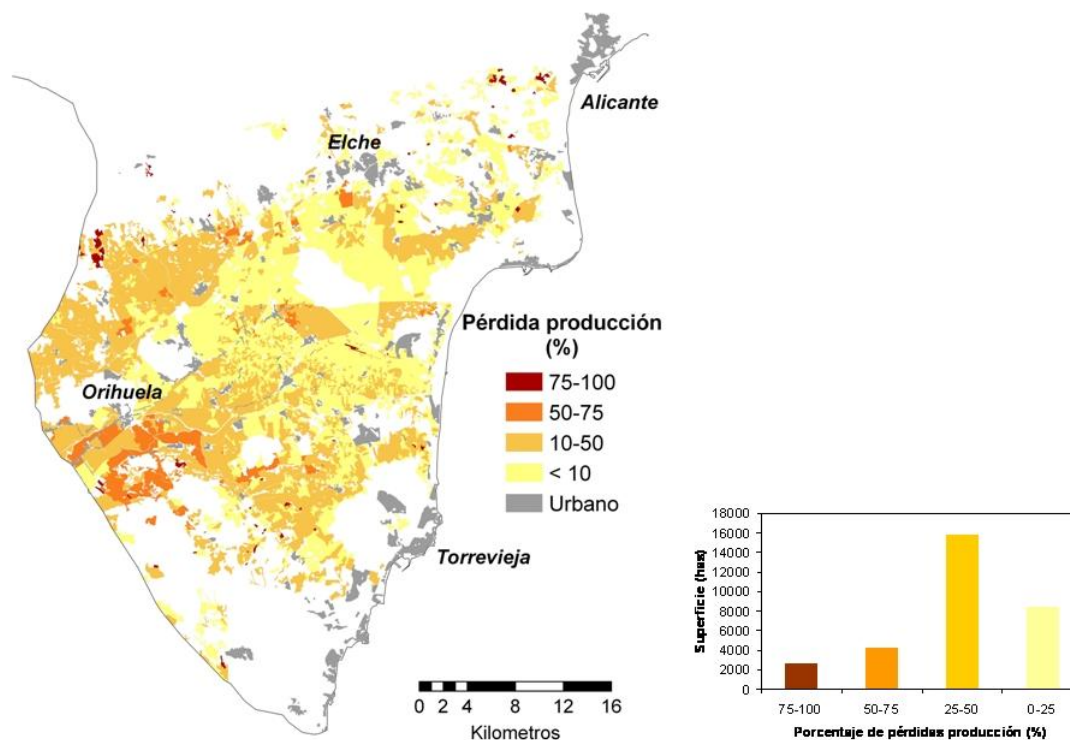 Alicante
Elche
Pérdida producción
(%)
75-100
50-75
10-50
< 10
Urbano
Orihuela
Torrevieja
0 2 4 8 12 16
Kilometros
Superficie (has)
18000
16000
14000
12000
10000
8000
6000
4000
2000
0
75-100 50-75 25-50 0-25
Porcentaje de pérdidas producción (%)